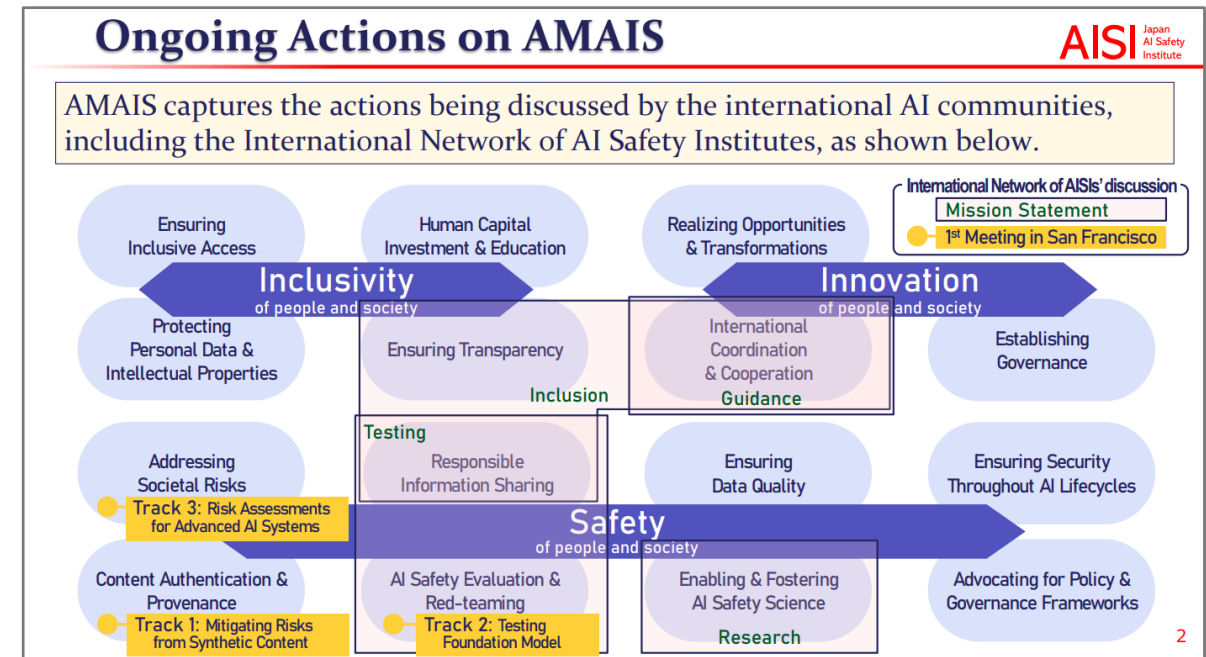 Ongoing Actions on AMAIS
AISI
Japan
AI Safety
Institute
AMAIS captures the actions being discussed by the international AI communities,
including the International Network of AI Safety Institutes, as shown below.
International Network of AISIs' discussion
Mission Statement
1st Meeting in San Francisco
Ensuring
Inclusive Access
Human Capital
Investment & Education
Realizing Opportunities
& Transformations
Inclusivity
of people and society
Innovation
of people and society
Protecting
Personal Data &
Intellectual Properties
Ensuring Transparency
International
Coordination
& Cooperation
Establishing
Governance
Inclusion
Guidance
Testing
Addressing
Societal Risks
Responsible
Information Sharing
Ensuring
Data Quality
Ensuring Security
Throughout AI Lifecycles
Track 3: Risk Assessments
for Advanced AI Systems
Safety
of people and society
Content Authentication &
Provenance
AI Safety Evaluation &
Red-teaming
Enabling & Fostering
AI Safety Science
Advocating for Policy &
Governance Frameworks
Track 1: Mitigating Risks
from Synthetic Content
Track 2: Testing
Foundation Model
Research
2